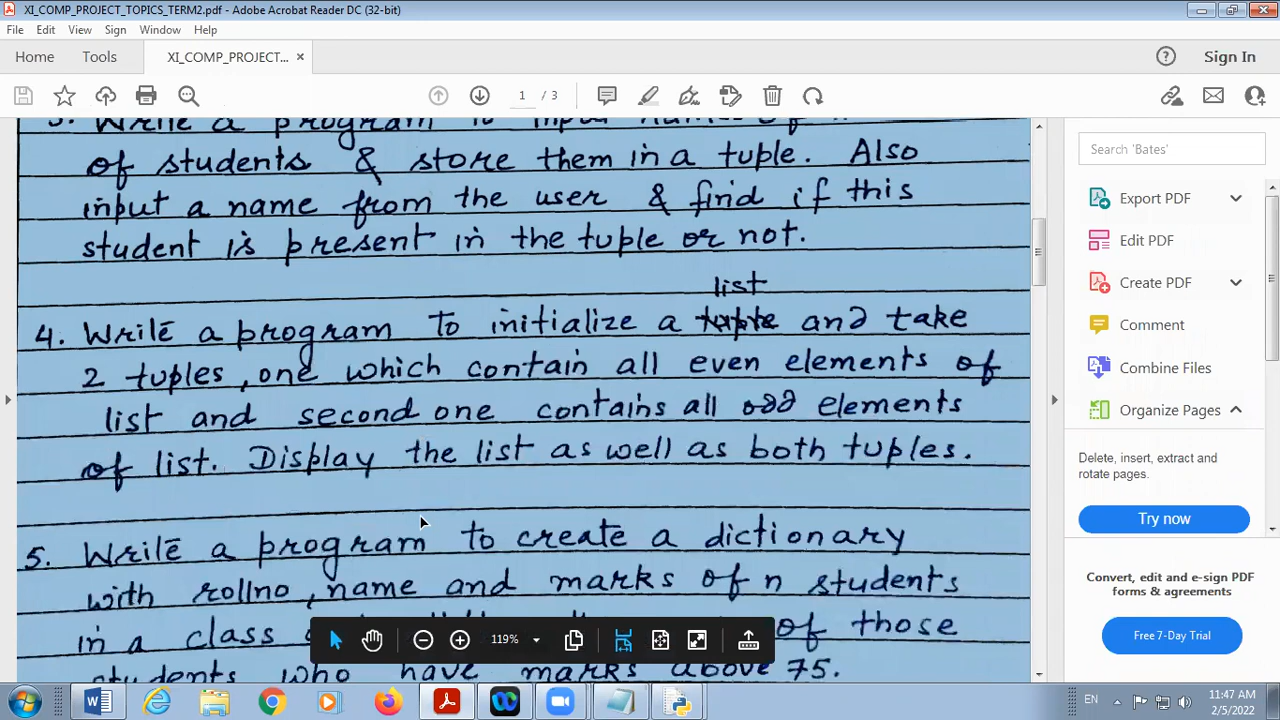 XI_COMP_PROJECT_TOPICS_TERM2.pdf - Adobe Acrobat Reader DC (32-bit)
File Edit View Sign Window Help
Home Tools XI_COMP_PROJECT... × Sign In
1 / 3
3. Write a program to input names of n
of students & store them in a tuple. Also
input a name from the user & find if this
student is present in the tuple or not.
list
4. Write a program to initialize a tuple and take
2 tuples, one which contain all even elements of
list and second one contains all odd elements
of list. Display the list as well as both tuples.
5. Write a program to create a dictionary
with rollno, name and marks of n students
in a class of those
students who have marks above 75.
119%
Search 'Bates'
Export PDF
Edit PDF
Create PDF
Comment
Combine Files
Organize Pages
Delete, insert, extract and
rotate pages.
Try now
Convert, edit and e-sign PDF
forms & agreements
Free 7-Day Trial
EN 11:47 AM
2/5/2022